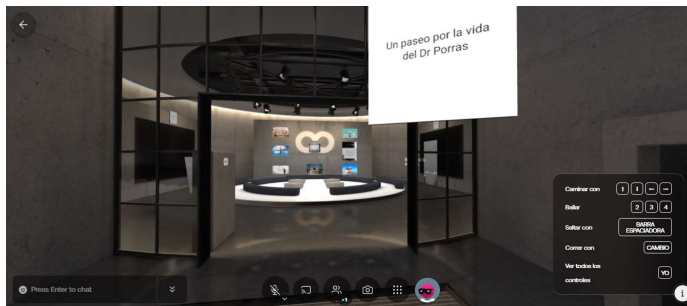 Un paseo por la vida
del Dr Porras
Caminar con
Bailar
2 3 4
Saltar con
BARRA
ESPACIADORA
Correr con
CAMBIO
Ver todos los
controles
YO
Press Enter to chat